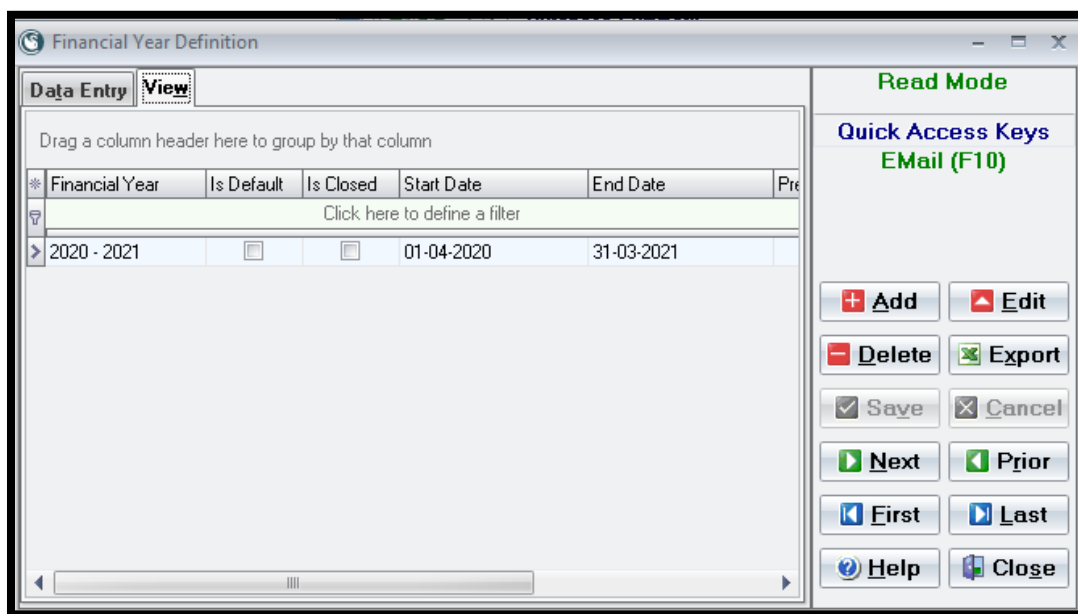 Financial Year Definition
Data Entry View
Drag a column header here to group by that column
Financial Year Is Default Is Closed Start Date End Date Pre
Click here to define a filter
2020 - 2021 01-04-2020 31-03-2021
Read Mode
Quick Access Keys
EMail (F10)
Add Edit
Delete Export
Save Cancel
Next Prior
First Last
Help Close